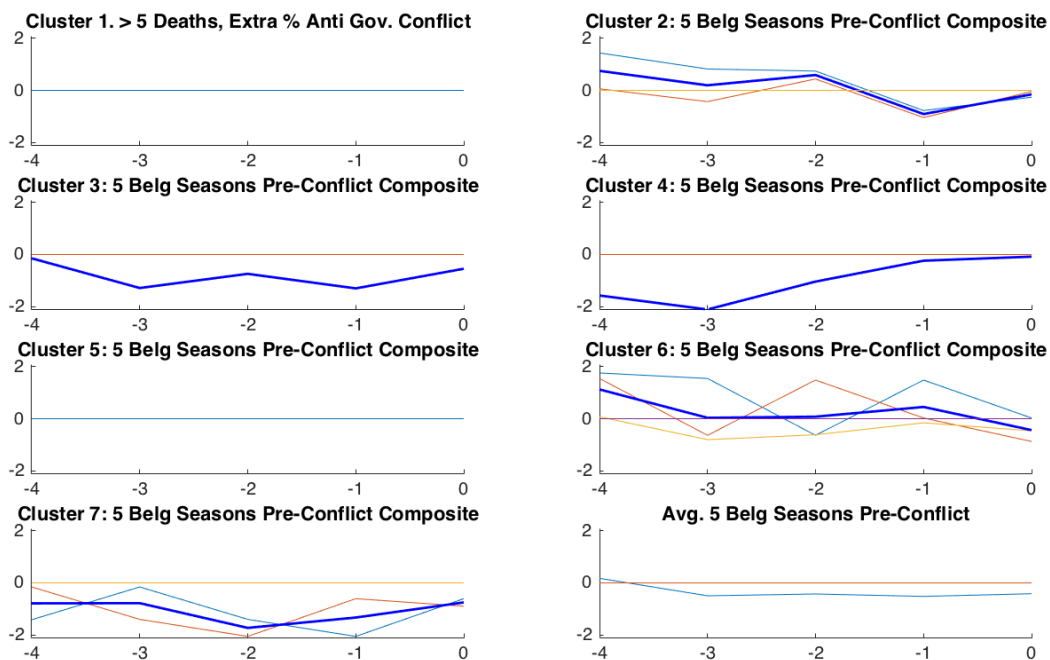 Cluster 1. > 5 Deaths, Extra % Anti Gov. Conflict
2
0
-2
-4 -3 -2 -1 0
Cluster 2: 5 Belg Seasons Pre-Conflict Composite
2
0
-2
-4 -3 -2 -1 0
Cluster 3: 5 Belg Seasons Pre-Conflict Composite
2
0
-2
-4 -3 -2 -1 0
Cluster 4: 5 Belg Seasons Pre-Conflict Composite
2
0
-2
-4 -3 -2 -1 0
Cluster 5: 5 Belg Seasons Pre-Conflict Composite
2
0
-2
-4 -3 -2 -1 0
Cluster 6: 5 Belg Seasons Pre-Conflict Composite
2
0
-2
-4 -3 -2 -1 0
Cluster 7: 5 Belg Seasons Pre-Conflict Composite
2
0
-2
-4 -3 -2 -1 0
Avg. 5 Belg Seasons Pre-Conflict
2
0
-2
-4 -3 -2 -1 0